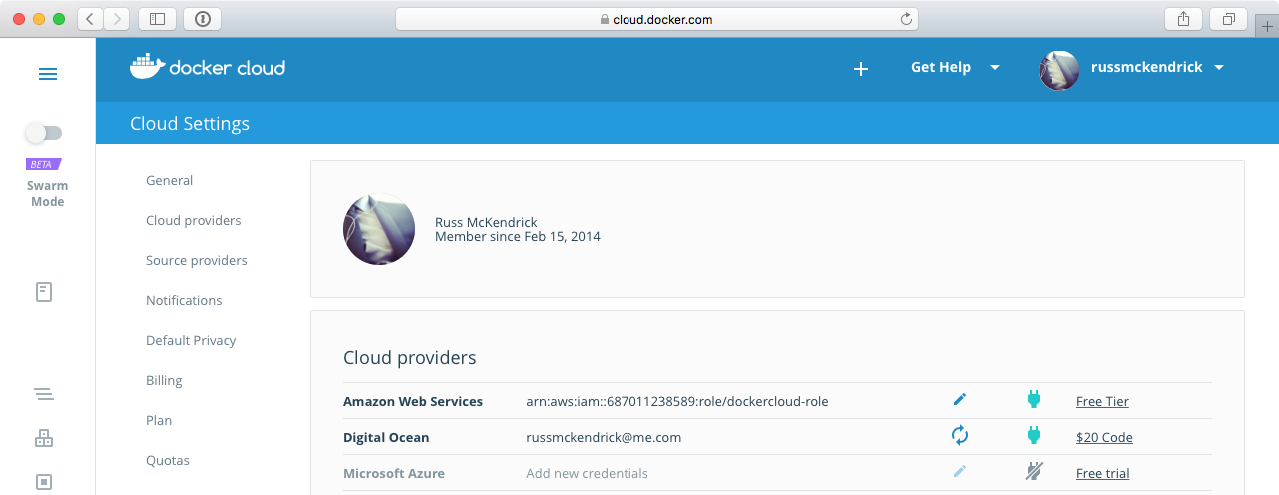 cloud.docker.com
docker cloud
Get Help
russmckendrick
Cloud Settings
BETA
Swarm
Mode
General
Cloud providers
Source providers
Notifications
Default Privacy
Billing
Plan
Quotas
Russ McKendrick
Member since Feb 15, 2014
Cloud providers
Amazon Web Services arn:aws:iam::687011238589:role/dockercloud-role Free Tier
Digital Ocean russmckendrick@me.com $20 Code
Microsoft Azure Add new credentials Free trial